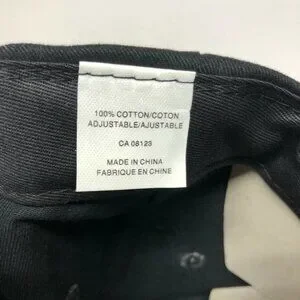 100% COTTON/COTON
ADJUSTABLE/AJUSTABLE
CA 08123
MADE IN CHINA
FABRIQUE EN CHINE